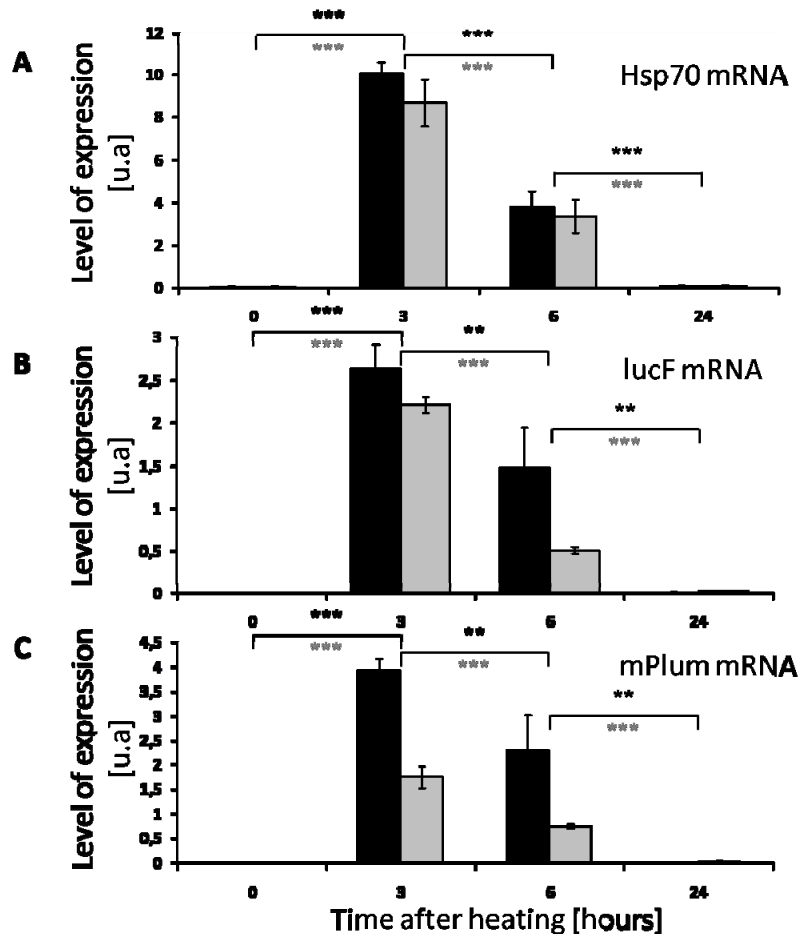 A
Level of expression
[u.a]
Hsp70 mRNA
12
10
8
6
4
2
0
***
***
***
***
***
***
0 3 6 24
B
Level of expression
[u.a]
lucF mRNA
3
2,5
2
1,5
1
0,5
0
***
***
**
***
**
***
0 3 6 24
C
Level of expression
[u.a]
mPlum mRNA
4,5
4
3,5
3
2,5
2
1,5
1
0,5
0
***
***
**
***
**
***
0 3 6 24
Time after heating [hours]